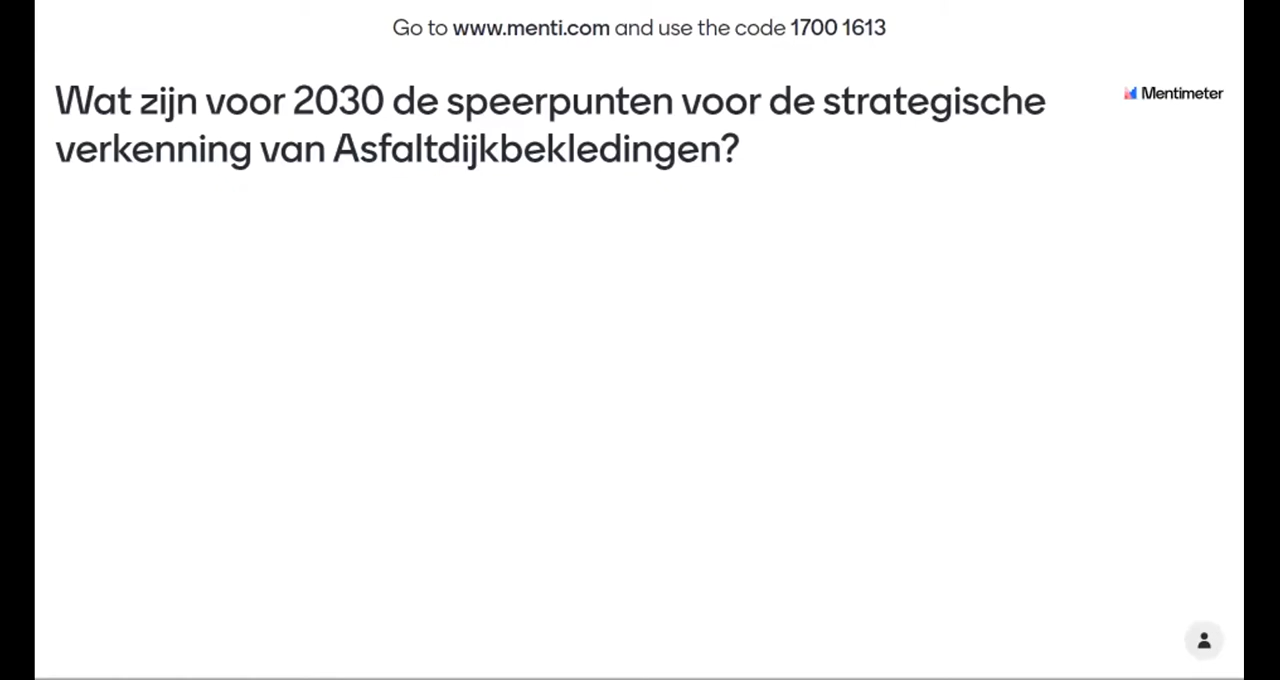 Go to www.menti.com and use the code 1700 1613
Wat zijn voor 2030 de speerpunten voor de strategische
verkenning van Asfaltdijkbekledingen?
Mentimeter